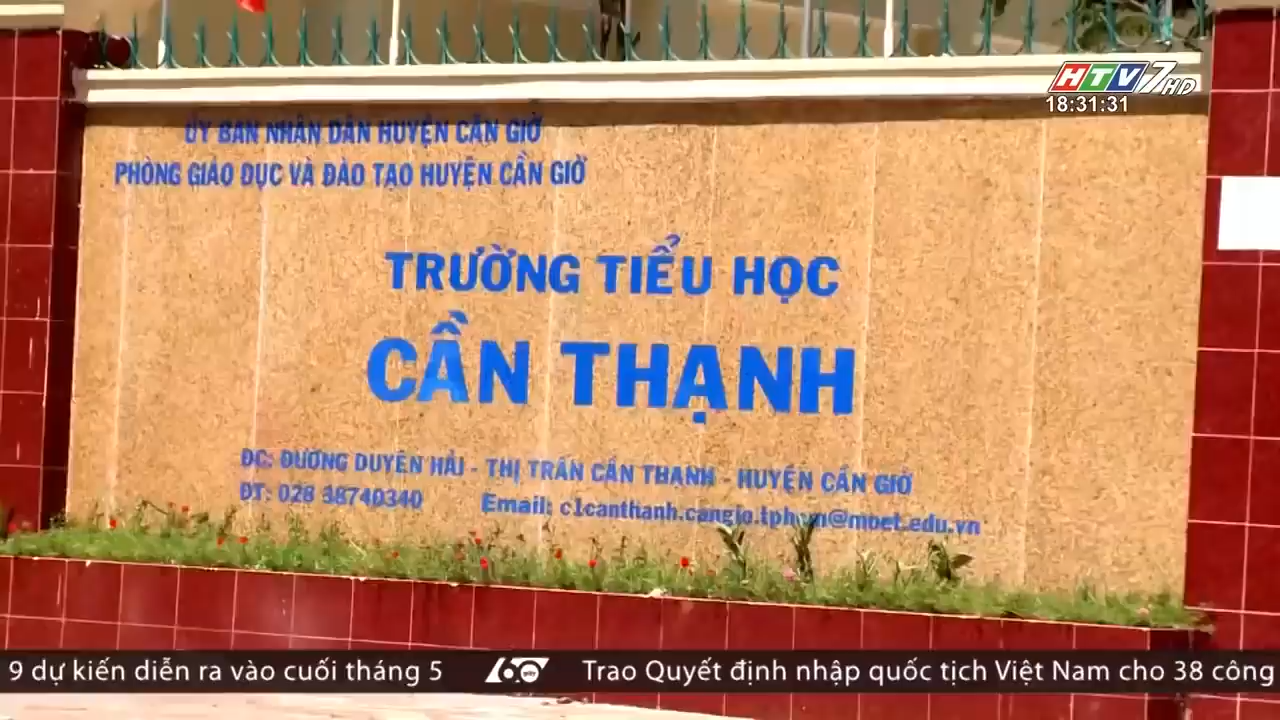 HTV7 HD
18:31:31
ỦY BAN NHÂN DÂN HUYỆN CẦN GIỜ
PHÒNG GIÁO DỤC VÀ ĐÀO TẠO HUYỆN CẦN GIỜ
TRƯỜNG TIỂU HỌC
CẦN THẠNH
ĐC: ĐƯỜNG DUYÊN HẢI - THỊ TRẤN CẦN THẠNH - HUYỆN CẦN GIỜ
ĐT: 028 38740340 Email: c1canthanh.cangio.tphcm@moet.edu.vn
9 dự kiến diễn ra vào cuối tháng 5 60 giây Trao Quyết định nhập quốc tịch Việt Nam cho 38 công